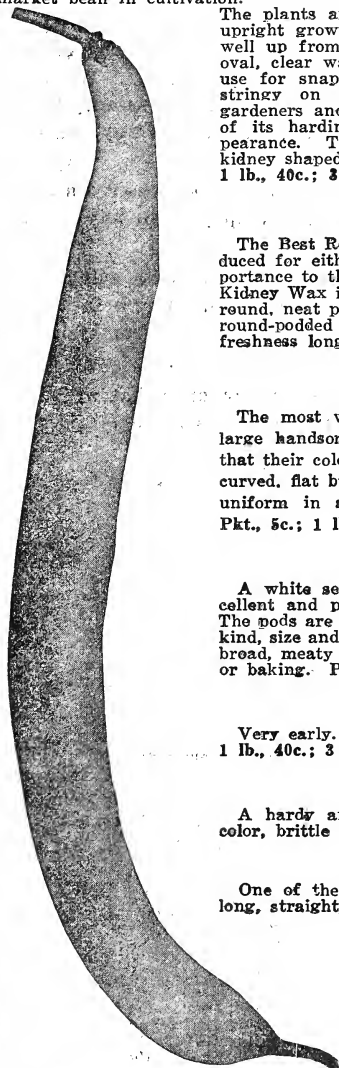 market bean in cultivation.
The plants a
upright grow
well up from
oval, clear wa
use for snap
stringy on
gardeners and
of its hardin
pearance. T
kidney shaped
1 lb., 40c.; 3
The Best R
duced for eith
portance to th
Kidney Wax i
round, neat p
round-podded
freshness long
The most v
large handsom
that their colo
curved, flat bu
uniform in s
Pkt., 5c.; 1 l
A white se
cellent and p
The pods are
kind, size and
broad, meaty
or baking. P
Very early.
1 lb., 40c.; 3
A hardy a
color, brittle
One of the
long, straight